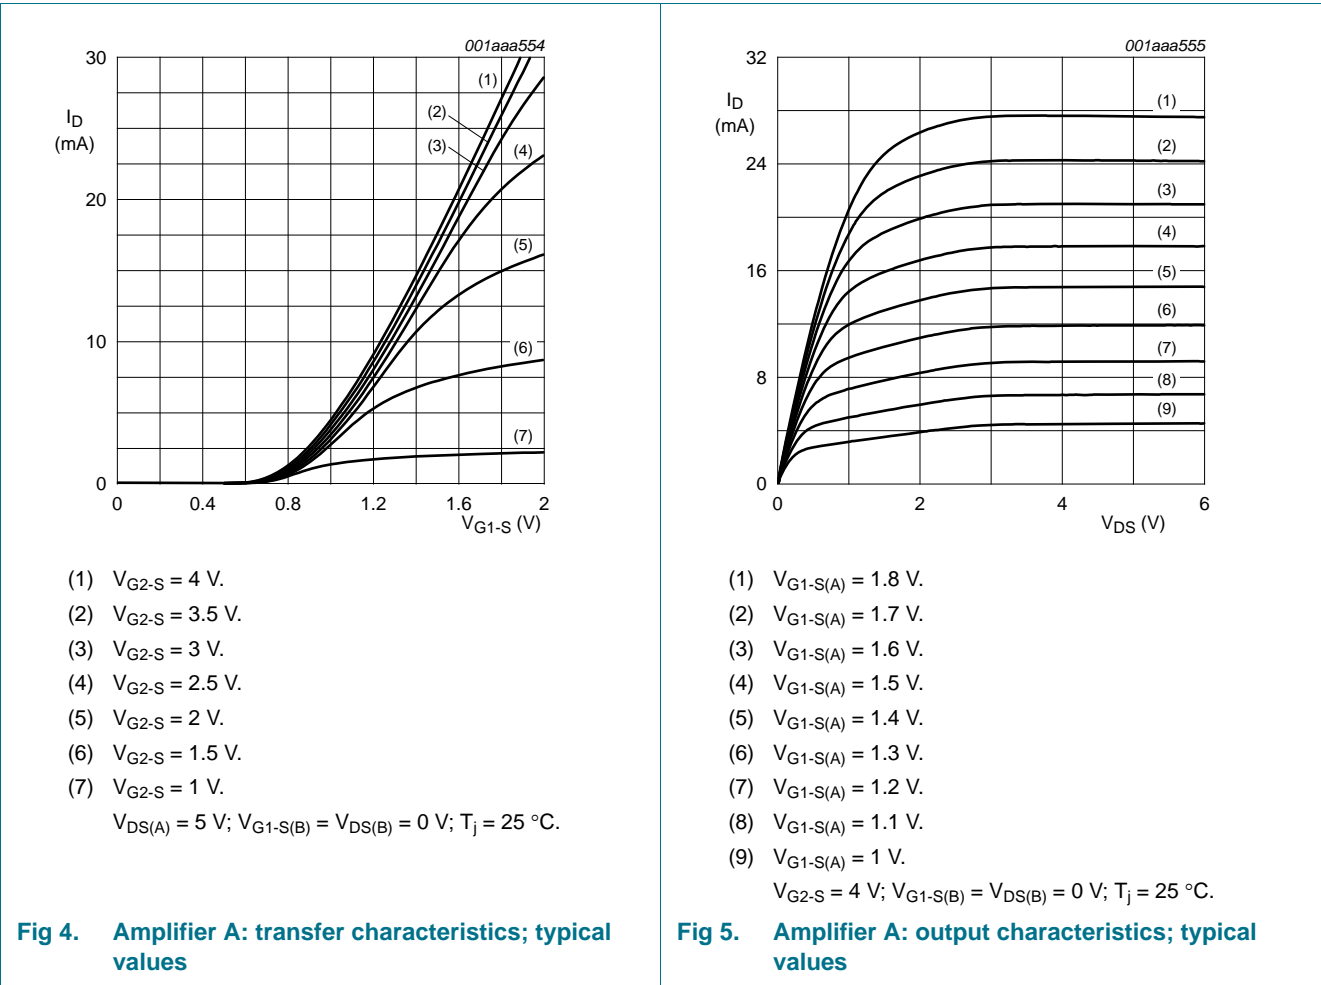 001aaa554
30
I_D
(mA)
20
10
0
(1)
(2)
(3)
(4)
(5)
(6)
(7)
0 0.4 0.8 1.2 1.6 2
V_G1-S (V)
(1) V_G2-S = 4 V.
(2) V_G2-S = 3.5 V.
(3) V_G2-S = 3 V.
(4) V_G2-S = 2.5 V.
(5) V_G2-S = 2 V.
(6) V_G2-S = 1.5 V.
(7) V_G2-S = 1 V.
V_DS(A) = 5 V; V_G1-S(B) = V_DS(B) = 0 V; T_j = 25 °C.
Fig 4. Amplifier A: transfer characteristics; typical
values
001aaa555
32
I_D
(mA)
24
16
8
0
(1)
(2)
(3)
(4)
(5)
(6)
(7)
(8)
(9)
0 2 4 6
V_DS (V)
(1) V_G1-S(A) = 1.8 V.
(2) V_G1-S(A) = 1.7 V.
(3) V_G1-S(A) = 1.6 V.
(4) V_G1-S(A) = 1.5 V.
(5) V_G1-S(A) = 1.4 V.
(6) V_G1-S(A) = 1.3 V.
(7) V_G1-S(A) = 1.2 V.
(8) V_G1-S(A) = 1.1 V.
(9) V_G1-S(A) = 1 V.
V_G2-S = 4 V; V_G1-S(B) = V_DS(B) = 0 V; T_j = 25 °C.
Fig 5. Amplifier A: output characteristics; typical
values